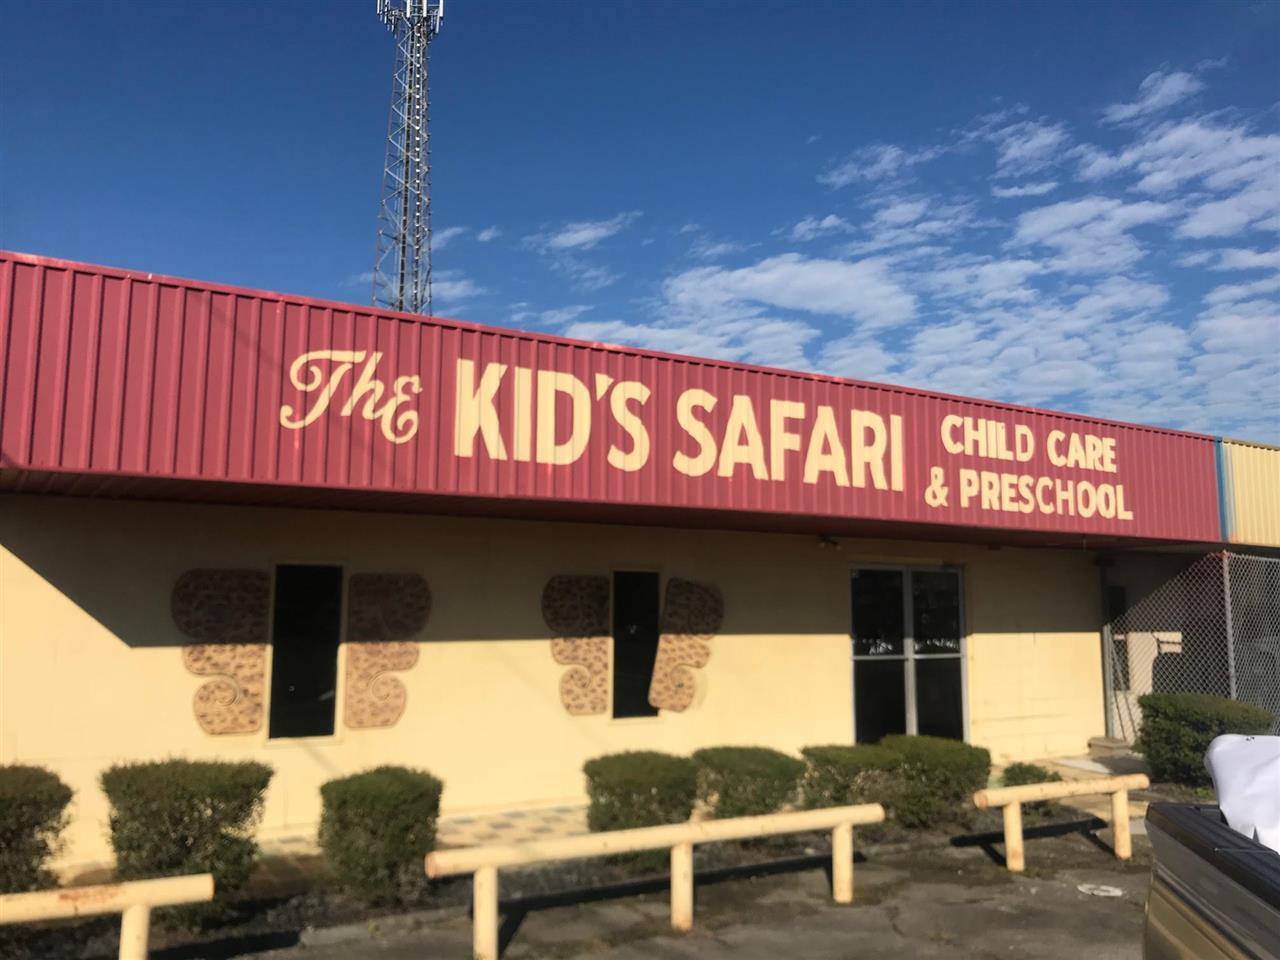 The KID'S SAFARI
CHILD CARE
& PRESCHOOL